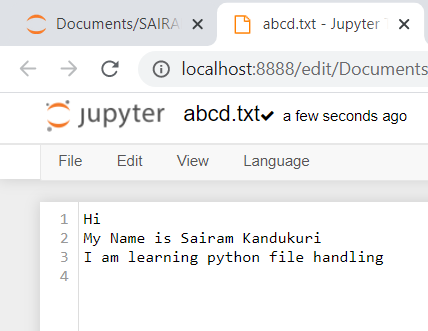 Documents/SAIRA
abcd.txt - Jupyter
localhost:8888/edit/Documents
jupyter abcd.txt a few seconds ago
File Edit View Language
1 Hi
2 My Name is Sairam Kandukuri
3 I am learning python file handling
4